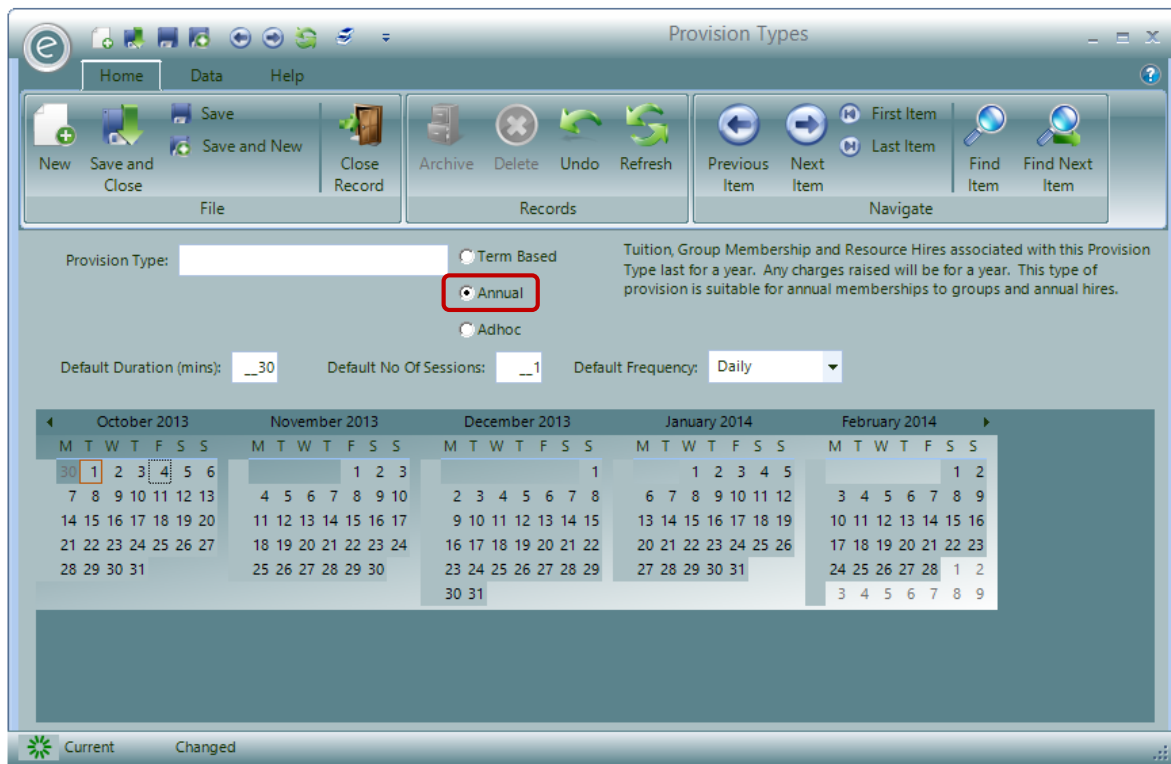 e
Provision Types
Home Data Help
New
Save and Close
Save
Save and New
Close Record
File
Archive
Delete
Undo
Refresh
Records
Previous Item
Next Item
First Item
Last Item
Find Item
Find Next Item
Navigate
Provision Type:
Term Based
Annual
Adhoc
Tuition, Group Membership and Resource Hires associated with this Provision
Type last for a year. Any charges raised will be for a year. This type of
provision is suitable for annual memberships to groups and annual hires.
Default Duration (mins): __30 Default No Of Sessions: __1 Default Frequency: Daily
October 2013 November 2013 December 2013 January 2014 February 2014
M T W T F S S M T W T F S S M T W T F S S M T W T F S S M T W T F S S
30 1 2 3 4 5 6 1 2 3 1 1 2 3 4 5 1 2
7 8 9 10 11 12 13 4 5 6 7 8 9 10 2 3 4 5 6 7 8 6 7 8 9 10 11 12 3 4 5 6 7 8 9
14 15 16 17 18 19 20 11 12 13 14 15 16 17 9 10 11 12 13 14 15 13 14 15 16 17 18 19 10 11 12 13 14 15 16
21 22 23 24 25 26 27 18 19 20 21 22 23 24 16 17 18 19 20 21 22 20 21 22 23 24 25 26 17 18 19 20 21 22 23
28 29 30 31 25 26 27 28 29 30 23 24 25 26 27 28 29 27 28 29 30 31 24 25 26 27 28 1 2
30 31 3 4 5 6 7 8 9
Current Changed